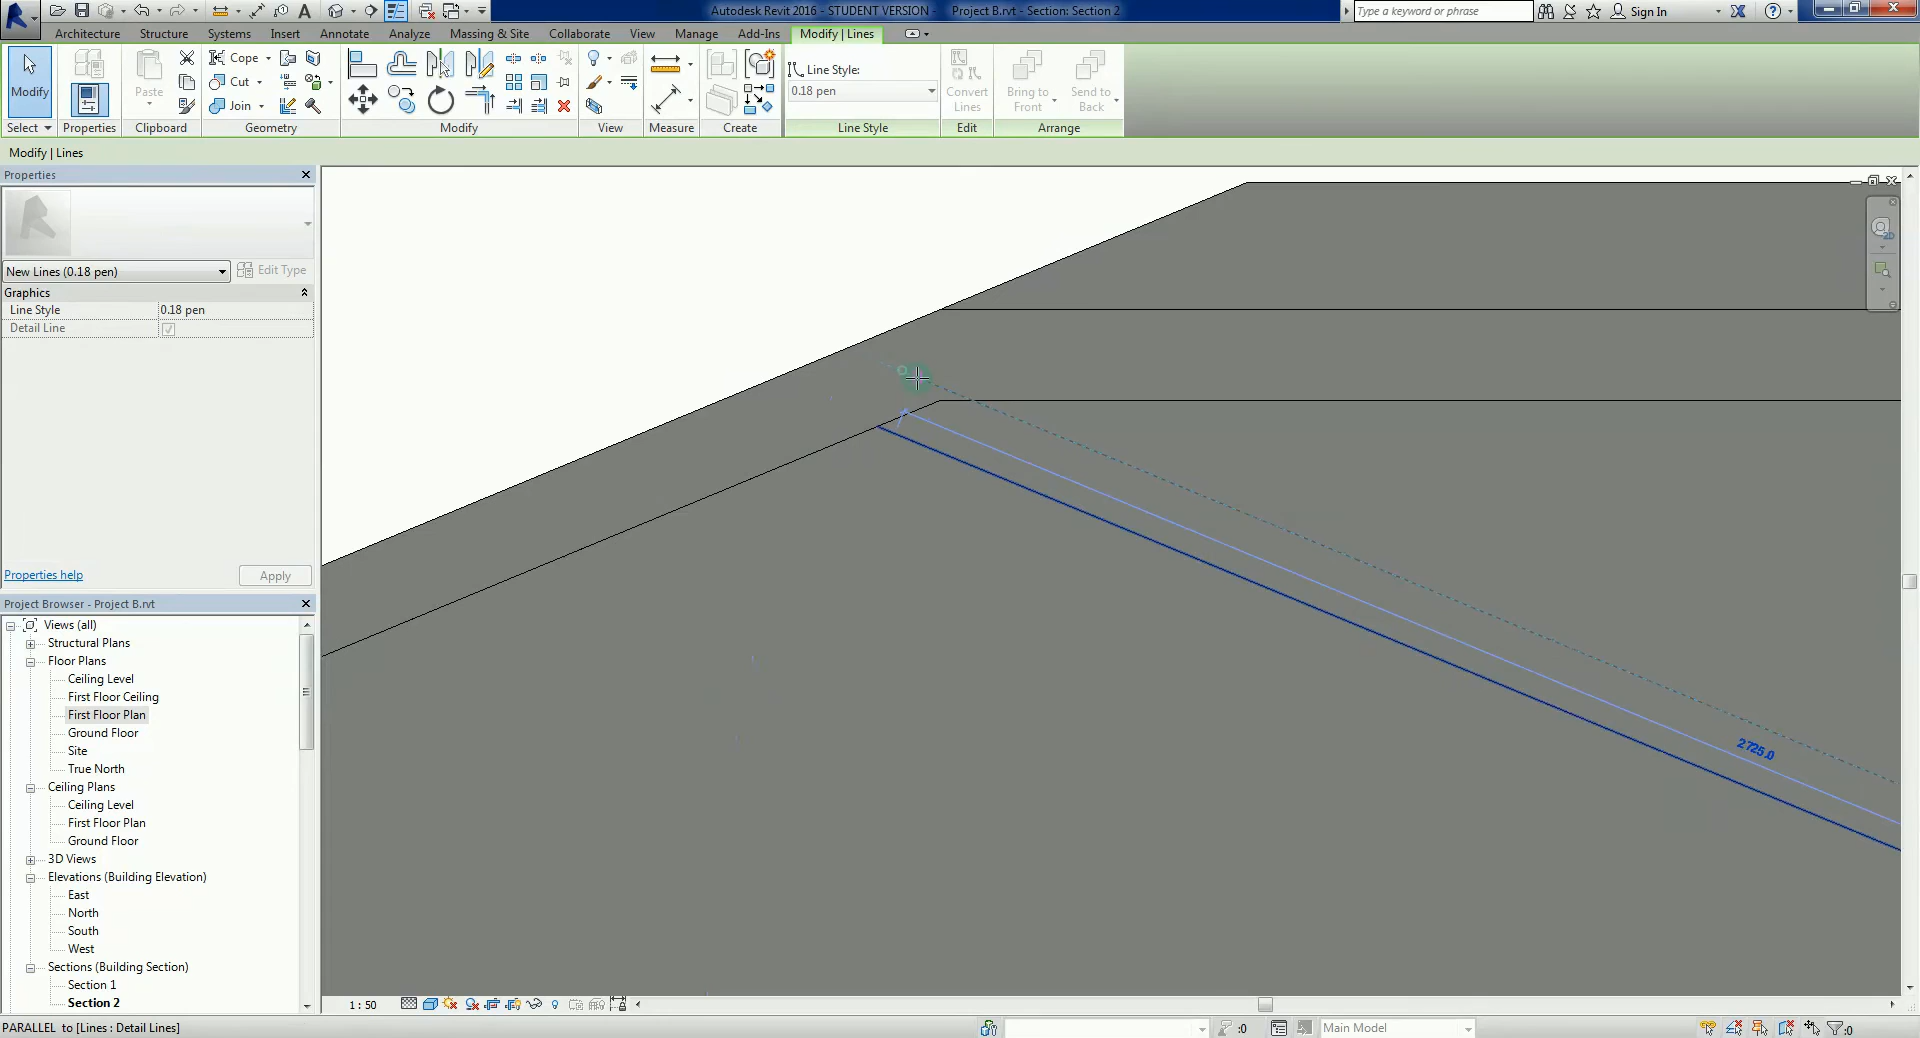 Autodesk Revit 2016 - STUDENT VERSION - Project B.rvt - Section: Section 2
Type a keyword or phrase
Sign In
Architecture Structure Systems Insert Annotate Analyze Massing & Site Collaborate View Manage Add-Ins Modify | Lines
Modify
Paste
Cope
Cut
Join
Line Style:
0.18 pen
Convert Lines
Bring to Front
Send to Back
Select Properties Clipboard Geometry Modify View Measure Create Line Style Edit Arrange
Modify | Lines
Properties
New Lines (0.18 pen)
Edit Type
Graphics
Line Style 0.18 pen
Detail Line
Properties help
Apply
Project Browser - Project B.rvt
Views (all)
Structural Plans
Floor Plans
Ceiling Level
First Floor Ceiling
First Floor Plan
Ground Floor
Site
True North
Ceiling Plans
Ceiling Level
First Floor Plan
Ground Floor
3D Views
Elevations (Building Elevation)
East
North
South
West
Sections (Building Section)
Section 1
Section 2
2725.0
2D
1 : 50
PARALLEL to [Lines : Detail Lines]
:0
Main Model
:0